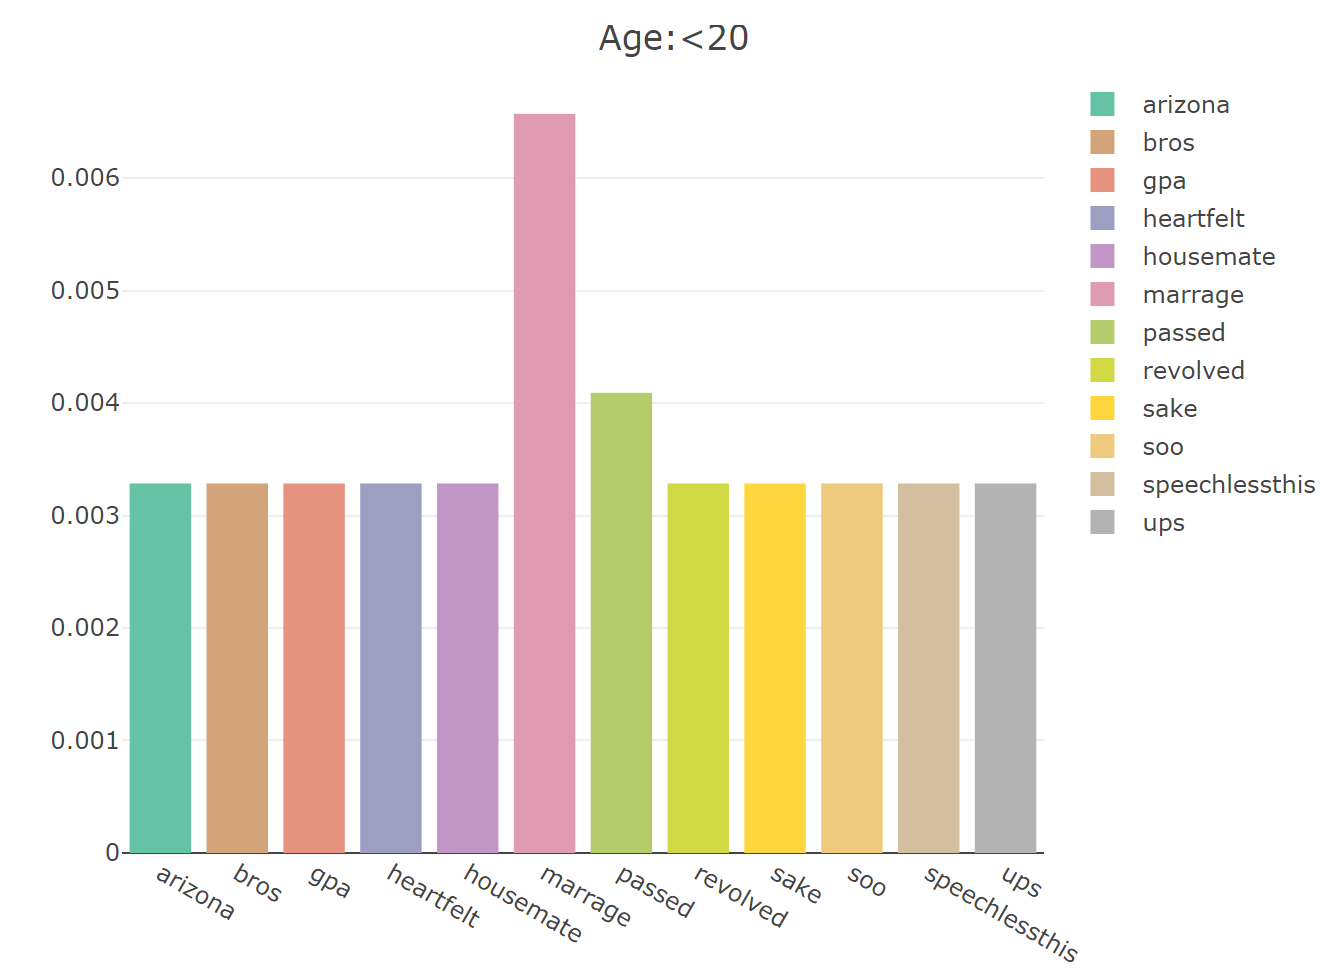 Age:<20
0.006
0.005
0.004
0.003
0.002
0.001
0
arizona
bros
gpa
heartfelt
housemate
marrage
passed
revolved
sake
soo
speechlessthis
ups
arizona
bros
gpa
heartfelt
housemate
marrage
passed
revolved
sake
soo
speechlessthis
ups